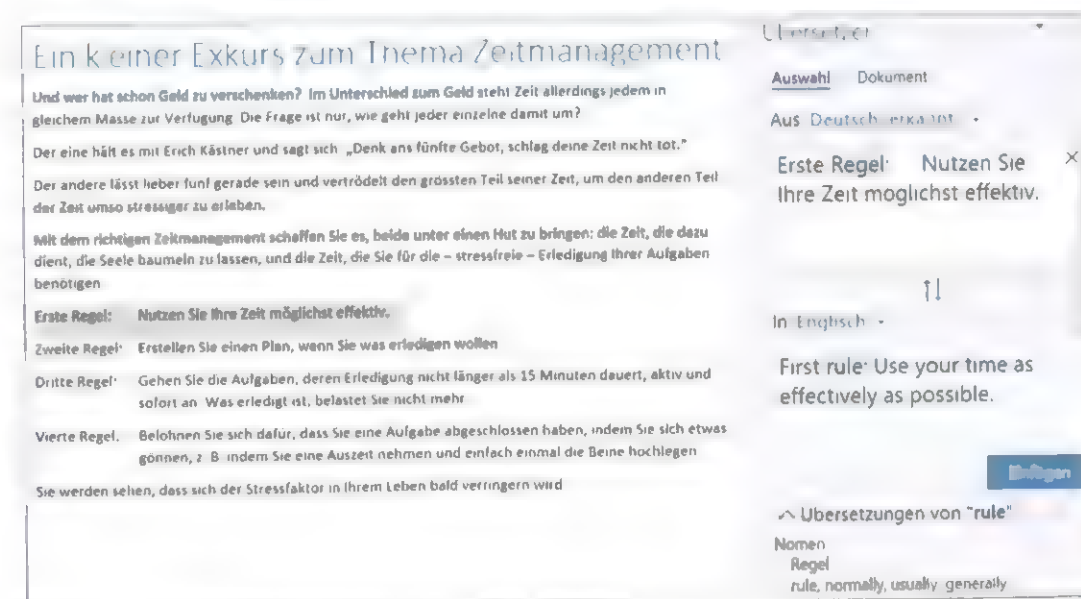 Ein kleiner Exkurs zum Thema Zeitmanagement
Und wer hat schon Geld zu verschenken? Im Unterschied zum Geld steht Zeit allerdings jedem in
gleichem Masse zur Verfügung. Die Frage ist nur, wie geht jeder einzelne damit um?
Der eine hält es mit Erich Kästner und sagt sich „Denk ans fünfte Gebot, schlag deine Zeit nicht tot."
Der andere lässt lieber fünf gerade sein und vertrödelt den grössten Teil seiner Zeit, um den anderen Teil
der Zeit umso stressiger zu erleben.
Mit dem richtigen Zeitmanagement schaffen Sie es, beide unter einen Hut zu bringen: die Zeit, die dazu
dient, die Seele baumeln zu lassen, und die Zeit, die Sie für die – stressfreie – Erledigung Ihrer Aufgaben
benötigen.
Erste Regel: Nutzen Sie Ihre Zeit möglichst effektiv.
Zweite Regel: Erstellen Sie einen Plan, wann Sie was erledigen wollen.
Dritte Regel: Gehen Sie die Aufgaben, deren Erledigung nicht länger als 15 Minuten dauert, aktiv und
sofort an. Was erledigt ist, belastet Sie nicht mehr.
Vierte Regel: Belohnen Sie sich dafür, dass Sie eine Aufgabe abgeschlossen haben, indem Sie sich etwas
gönnen, z. B. indem Sie eine Auszeit nehmen und einfach einmal die Beine hochlegen.
Sie werden sehen, dass sich der Stressfaktor in Ihrem Leben bald verringern wird.
Übersetzer
Auswahl Dokument
Aus Deutsch erkannt
Erste Regel: Nutzen Sie
Ihre Zeit möglichst effektiv.
In Englisch
First rule: Use your time as
effectively as possible.
Einfügen
Übersetzungen von "rule"
Nomen
Regel
rule, normally, usually, generally